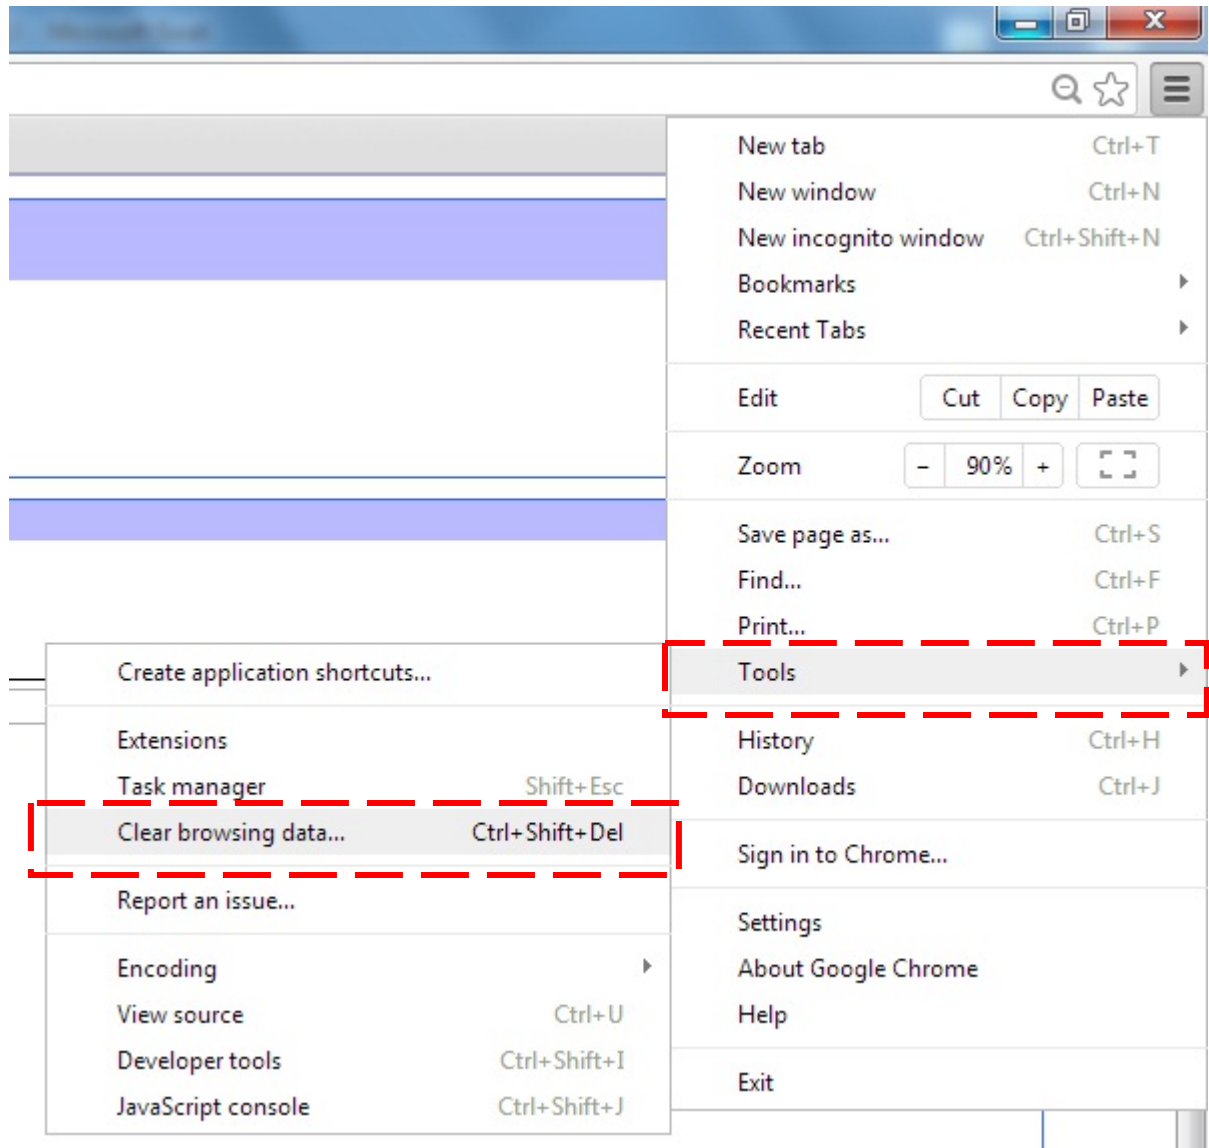 New tab Ctrl+T
New window Ctrl+N
New incognito window Ctrl+Shift+N
Bookmarks
Recent Tabs
Edit Cut Copy Paste
Zoom - 90% +
Save page as... Ctrl+S
Find... Ctrl+F
Print... Ctrl+P
Tools
History Ctrl+H
Downloads Ctrl+J
Sign in to Chrome...
Settings
About Google Chrome
Help
Exit
Create application shortcuts...
Extensions
Task manager Shift+Esc
Clear browsing data... Ctrl+Shift+Del
Report an issue...
Encoding
View source Ctrl+U
Developer tools Ctrl+Shift+I
JavaScript console Ctrl+Shift+J